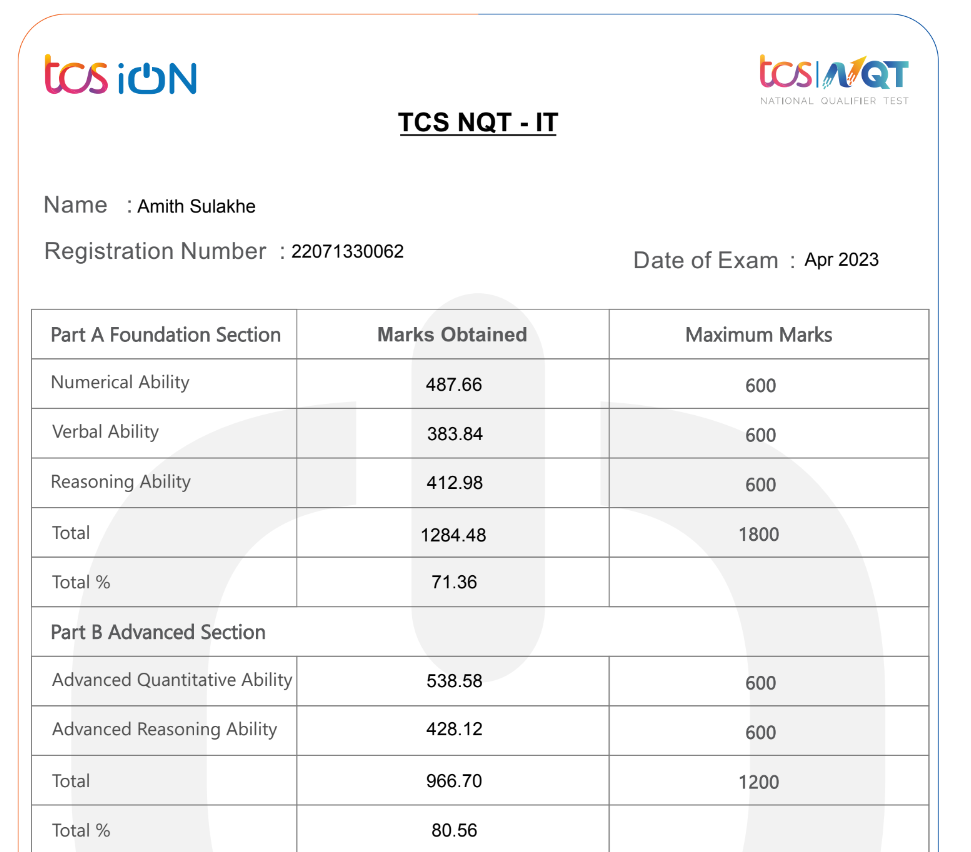 tcs iON
tcs|NQT
NATIONAL QUALIFIER TEST
TCS NQT - IT
Name : Amith Sulakhe
Registration Number : 22071330062
Date of Exam : Apr 2023
Part A Foundation Section Marks Obtained Maximum Marks
Numerical Ability 487.66 600
Verbal Ability 383.84 600
Reasoning Ability 412.98 600
Total 1284.48 1800
Total % 71.36
Part B Advanced Section
Advanced Quantitative Ability 538.58 600
Advanced Reasoning Ability 428.12 600
Total 966.70 1200
Total % 80.56